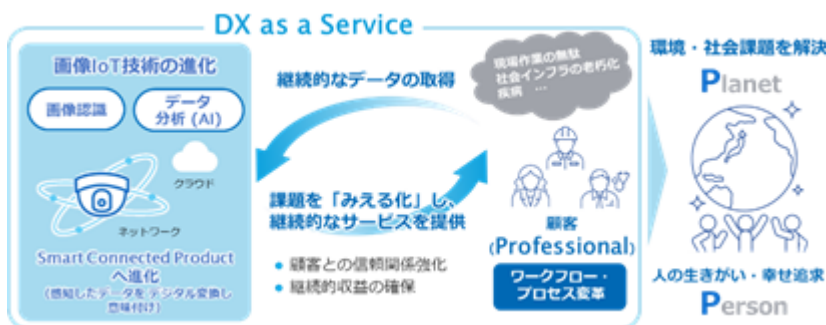 DX as a Service
画像IoT技術の進化
画像認識
データ
分析 (AI)
クラウド
ネットワーク
Smart Connected Product
へ進化
(感知したデータを デジタル変換し
意味付け)
継続的なデータの取得
課題を「みえる化」し、
継続的なサービスを提供
• 顧客との信頼関係強化
• 継続的収益の確保
現場作業の無駄
社会インフラの老朽化
疾病 …
顧客
(Professional)
ワークフロー・
プロセス変革
環境・社会課題を解決
Planet
人の生きがい・幸せ追求
Person